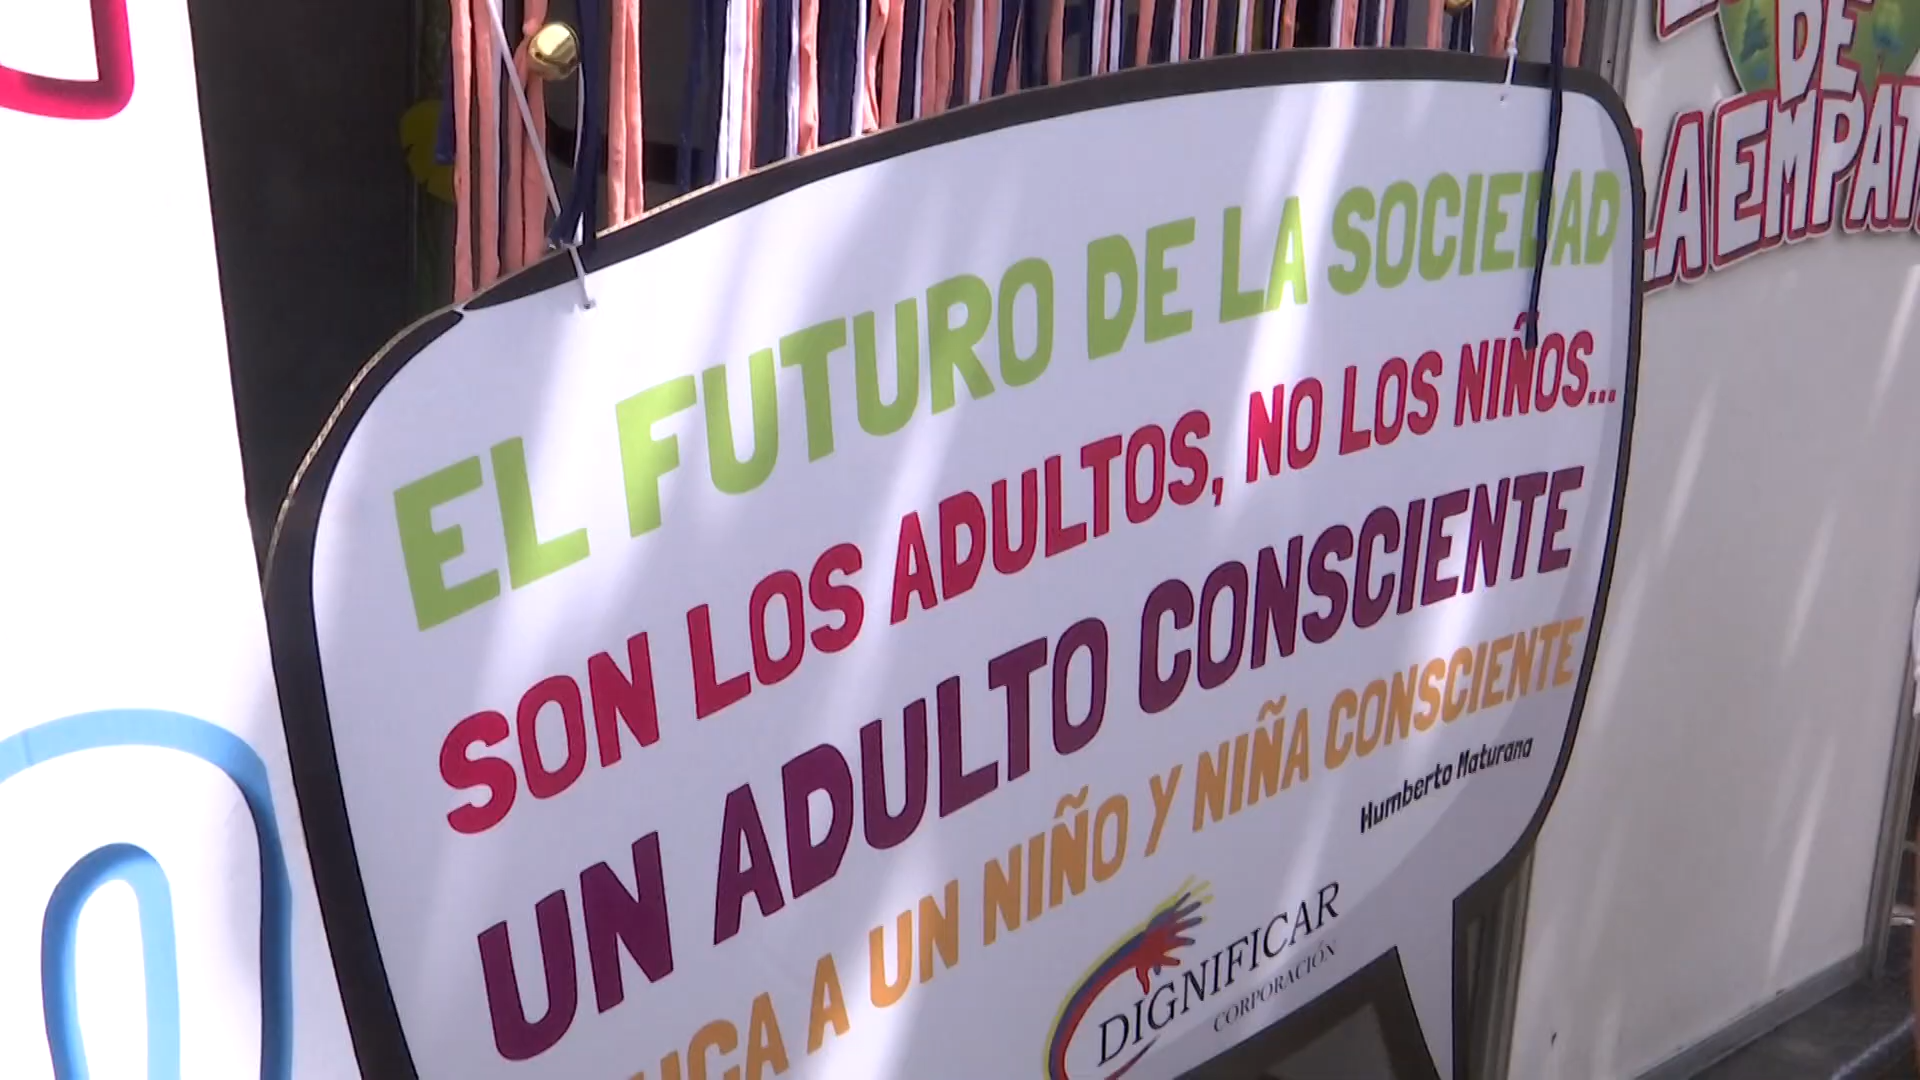 EL FUTURO DE LA SOCIEDAD
SON LOS ADULTOS, NO LOS NIÑOS...
UN ADULTO CONSCIENTE
A UN NIÑO Y NIÑA CONSCIENTE
Humberto Maturana
DIGNIFICAR
CORPORACIÓN
DE
LA